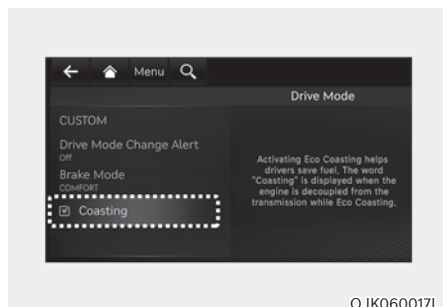 Menu
Drive Mode
CUSTOM
Drive Mode Change Alert
Off
Brake Mode
COMFORT
Coasting
Activating Eco Coasting helps
drivers save fuel. The word
"Coasting" is displayed when the
engine is decoupled from the
transmission while Eco Coasting.
OJK060017L